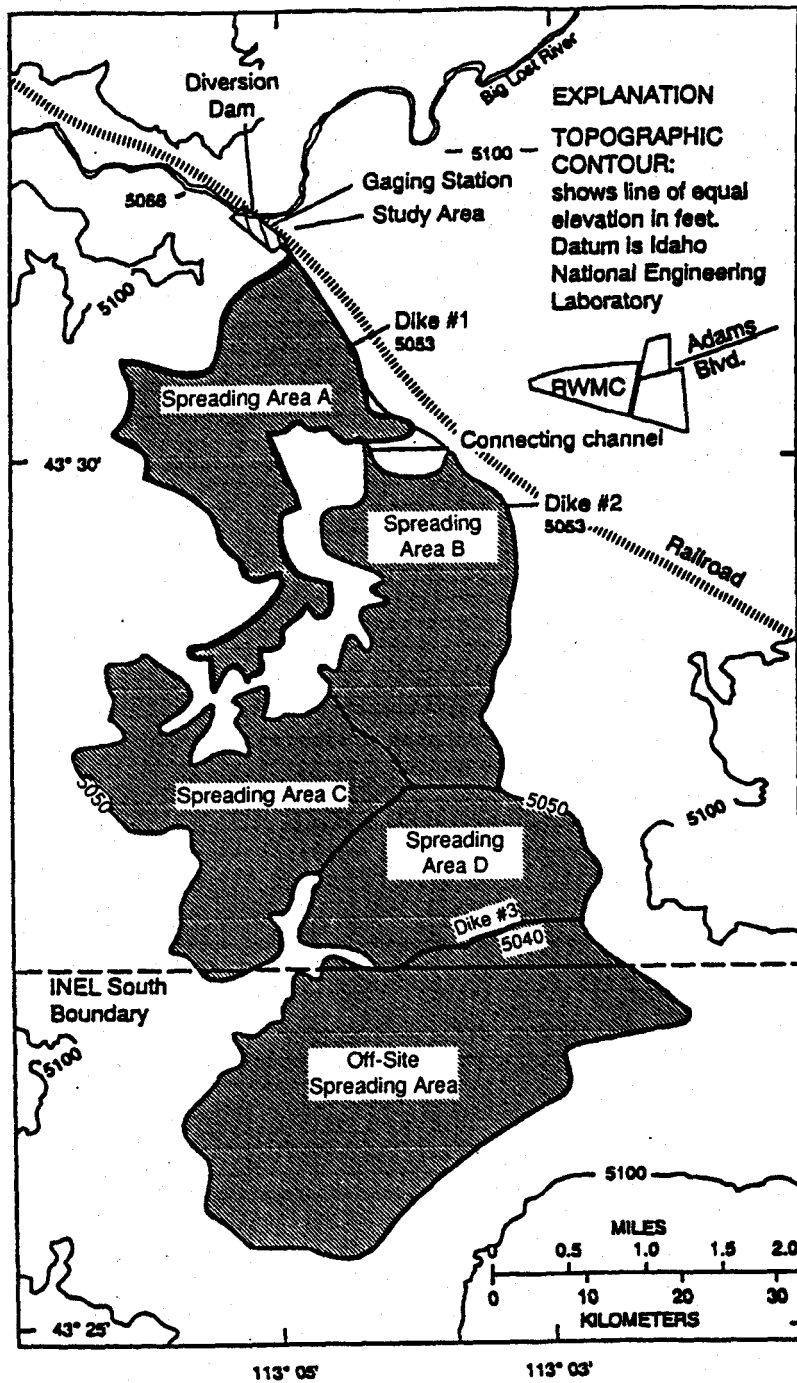 Big Lost River
Diversion
Dam
EXPLANATION
TOPOGRAPHIC
CONTOUR:
shows line of equal
elevation in feet.
Datum is Idaho
National Engineering
Laboratory
5100
Gaging Station
Study Area
5066
5100
Dike #1
5053
Adams
Blvd.
RWMC
Spreading Area A
Connecting channel
43° 30'
Dike #2
5053
Spreading
Area B
Railroad
5050
Spreading Area C
5050
5100
Spreading
Area D
Dike #3
5040
INEL South
Boundary
5100
Off-Site
Spreading Area
5100
MILES
0 0.5 1.0 1.5 2.0
0 10 20 30
KILOMETERS
43° 25'
113° 05'
113° 03'